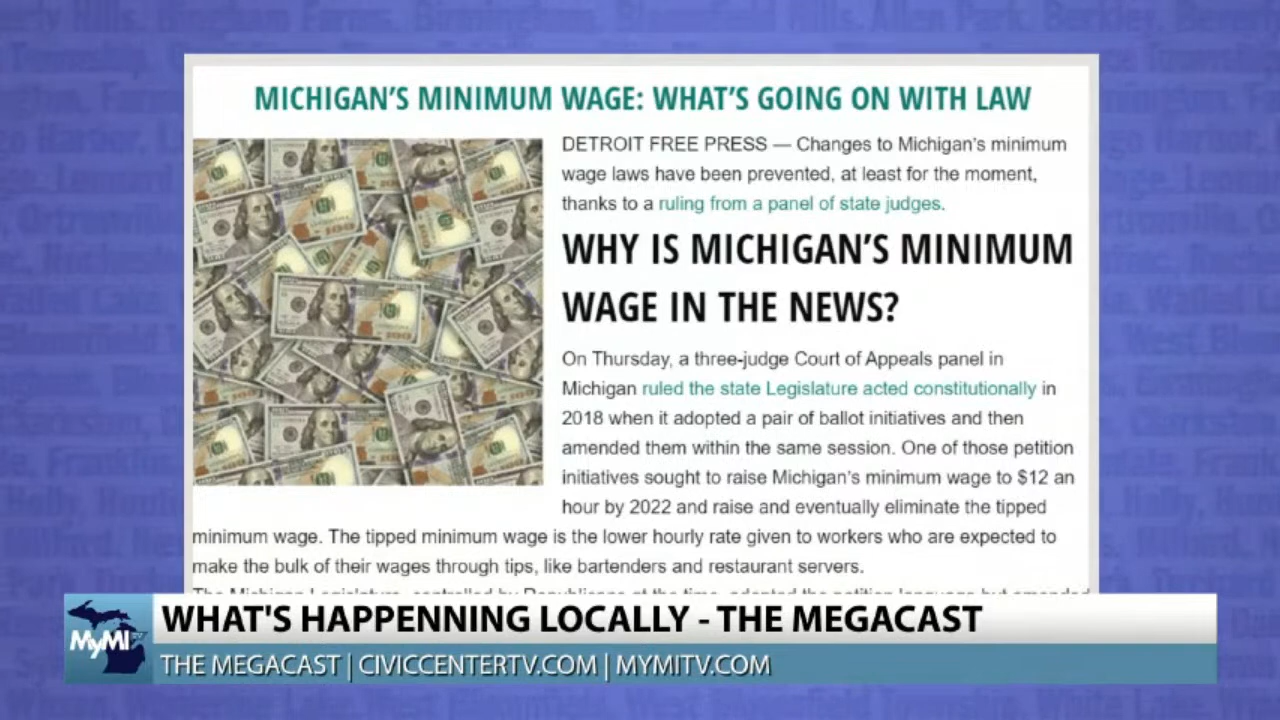 MICHIGAN'S MINIMUM WAGE: WHAT'S GOING ON WITH LAW
DETROIT FREE PRESS — Changes to Michigan's minimum
wage laws have been prevented, at least for the moment,
thanks to a ruling from a panel of state judges.
WHY IS MICHIGAN'S MINIMUM
WAGE IN THE NEWS?
On Thursday, a three-judge Court of Appeals panel in
Michigan ruled the state Legislature acted constitutionally in
2018 when it adopted a pair of ballot initiatives and then
amended them within the same session. One of those petition
initiatives sought to raise Michigan's minimum wage to $12 an
hour by 2022 and raise and eventually eliminate the tipped
minimum wage. The tipped minimum wage is the lower hourly rate given to workers who are expected to
make the bulk of their wages through tips, like bartenders and restaurant servers.
MyMI
WHAT'S HAPPENNING LOCALLY - THE MEGACAST
THE MEGACAST | CIVICCENTERTV.COM | MYMITV.COM